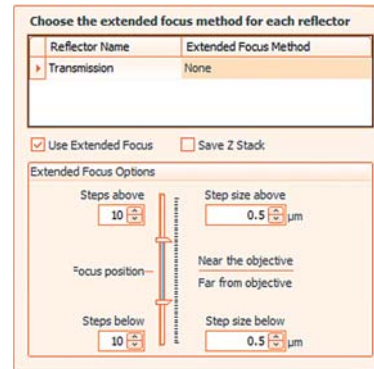 Choose the extended focus method for each reflector
Reflector Name Extended Focus Method
Transmission None
Use Extended Focus Save Z Stack
Extended Focus Options
Steps above Step size above
10 0.5 µm
Near the objective
Focus position
Far from objective
Steps below Step size below
10 0.5 µm